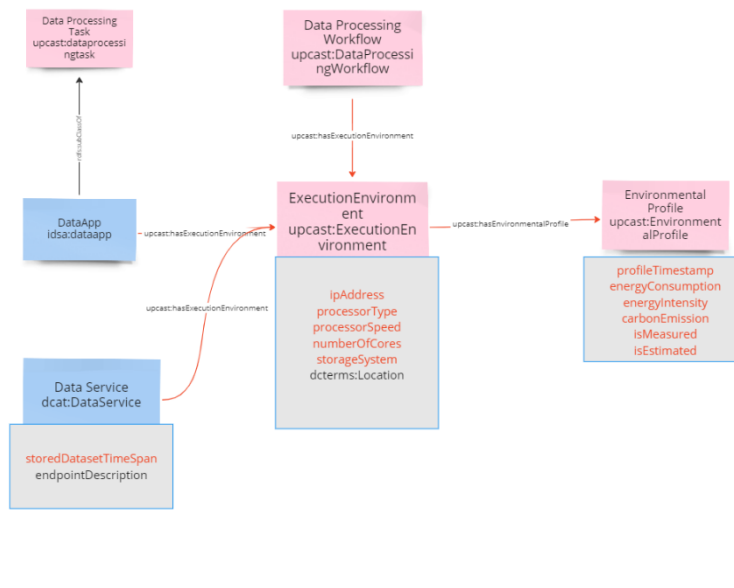 Data Processing
Task
upcast:dataprocessi
ngtask
Data Processing
Workflow
upcast:DataProcessi
ngWorkflow
rdfs:subClassOf
upcast:hasExecutionEnvironment
DataApp
idsa:dataapp
upcast:hasExecutionEnvironment
ExecutionEnvironm
ent
upcast:ExecutionEn
vironment
upcast:hasEnvironmentalProfile
Environmental
Profile
upcast:Environment
alProfile
ipAddress
processorType
processorSpeed
numberOfCores
storageSystem
dcterms:Location
profileTimestamp
energyConsumption
energyIntensity
carbonEmission
isMeasured
isEstimated
upcast:hasExecutionEnvironment
Data Service
dcat:DataService
storedDatasetTimeSpan
endpointDescription